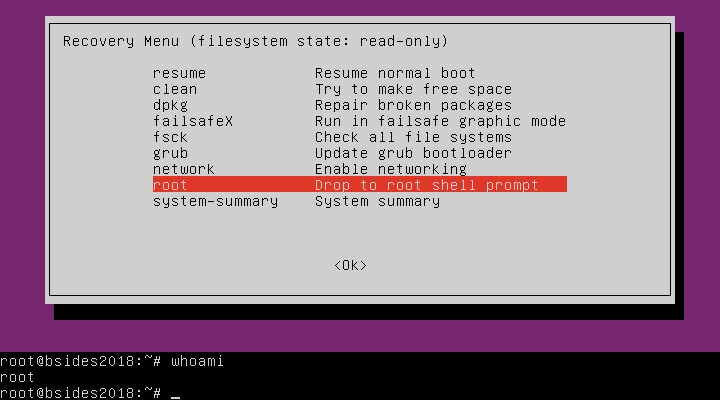 Recovery Menu (filesystem state: read-only)
resume Resume normal boot
clean Try to make free space
dpkg Repair broken packages
failsafeX Run in failsafe graphic mode
fsck Check all file systems
grub Update grub bootloader
network Enable networking
root Drop to root shell prompt
system-summary System summary
<Ok>
root@bsides2018:~# whoami
root
root@bsides2018:~# _